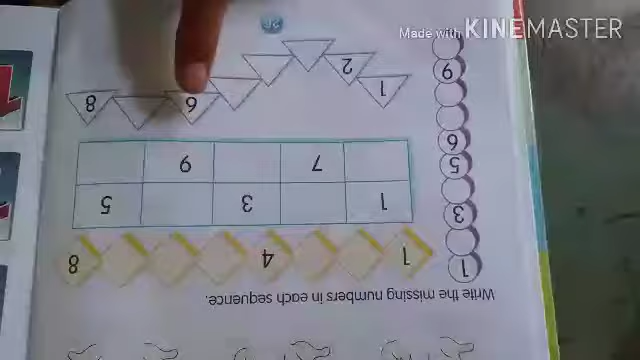 Made with KINEMASTER
Write the missing numbers in each sequence.
1 3 5 6 9
1 4 8
1 3 5
7 9
1 2 6 8